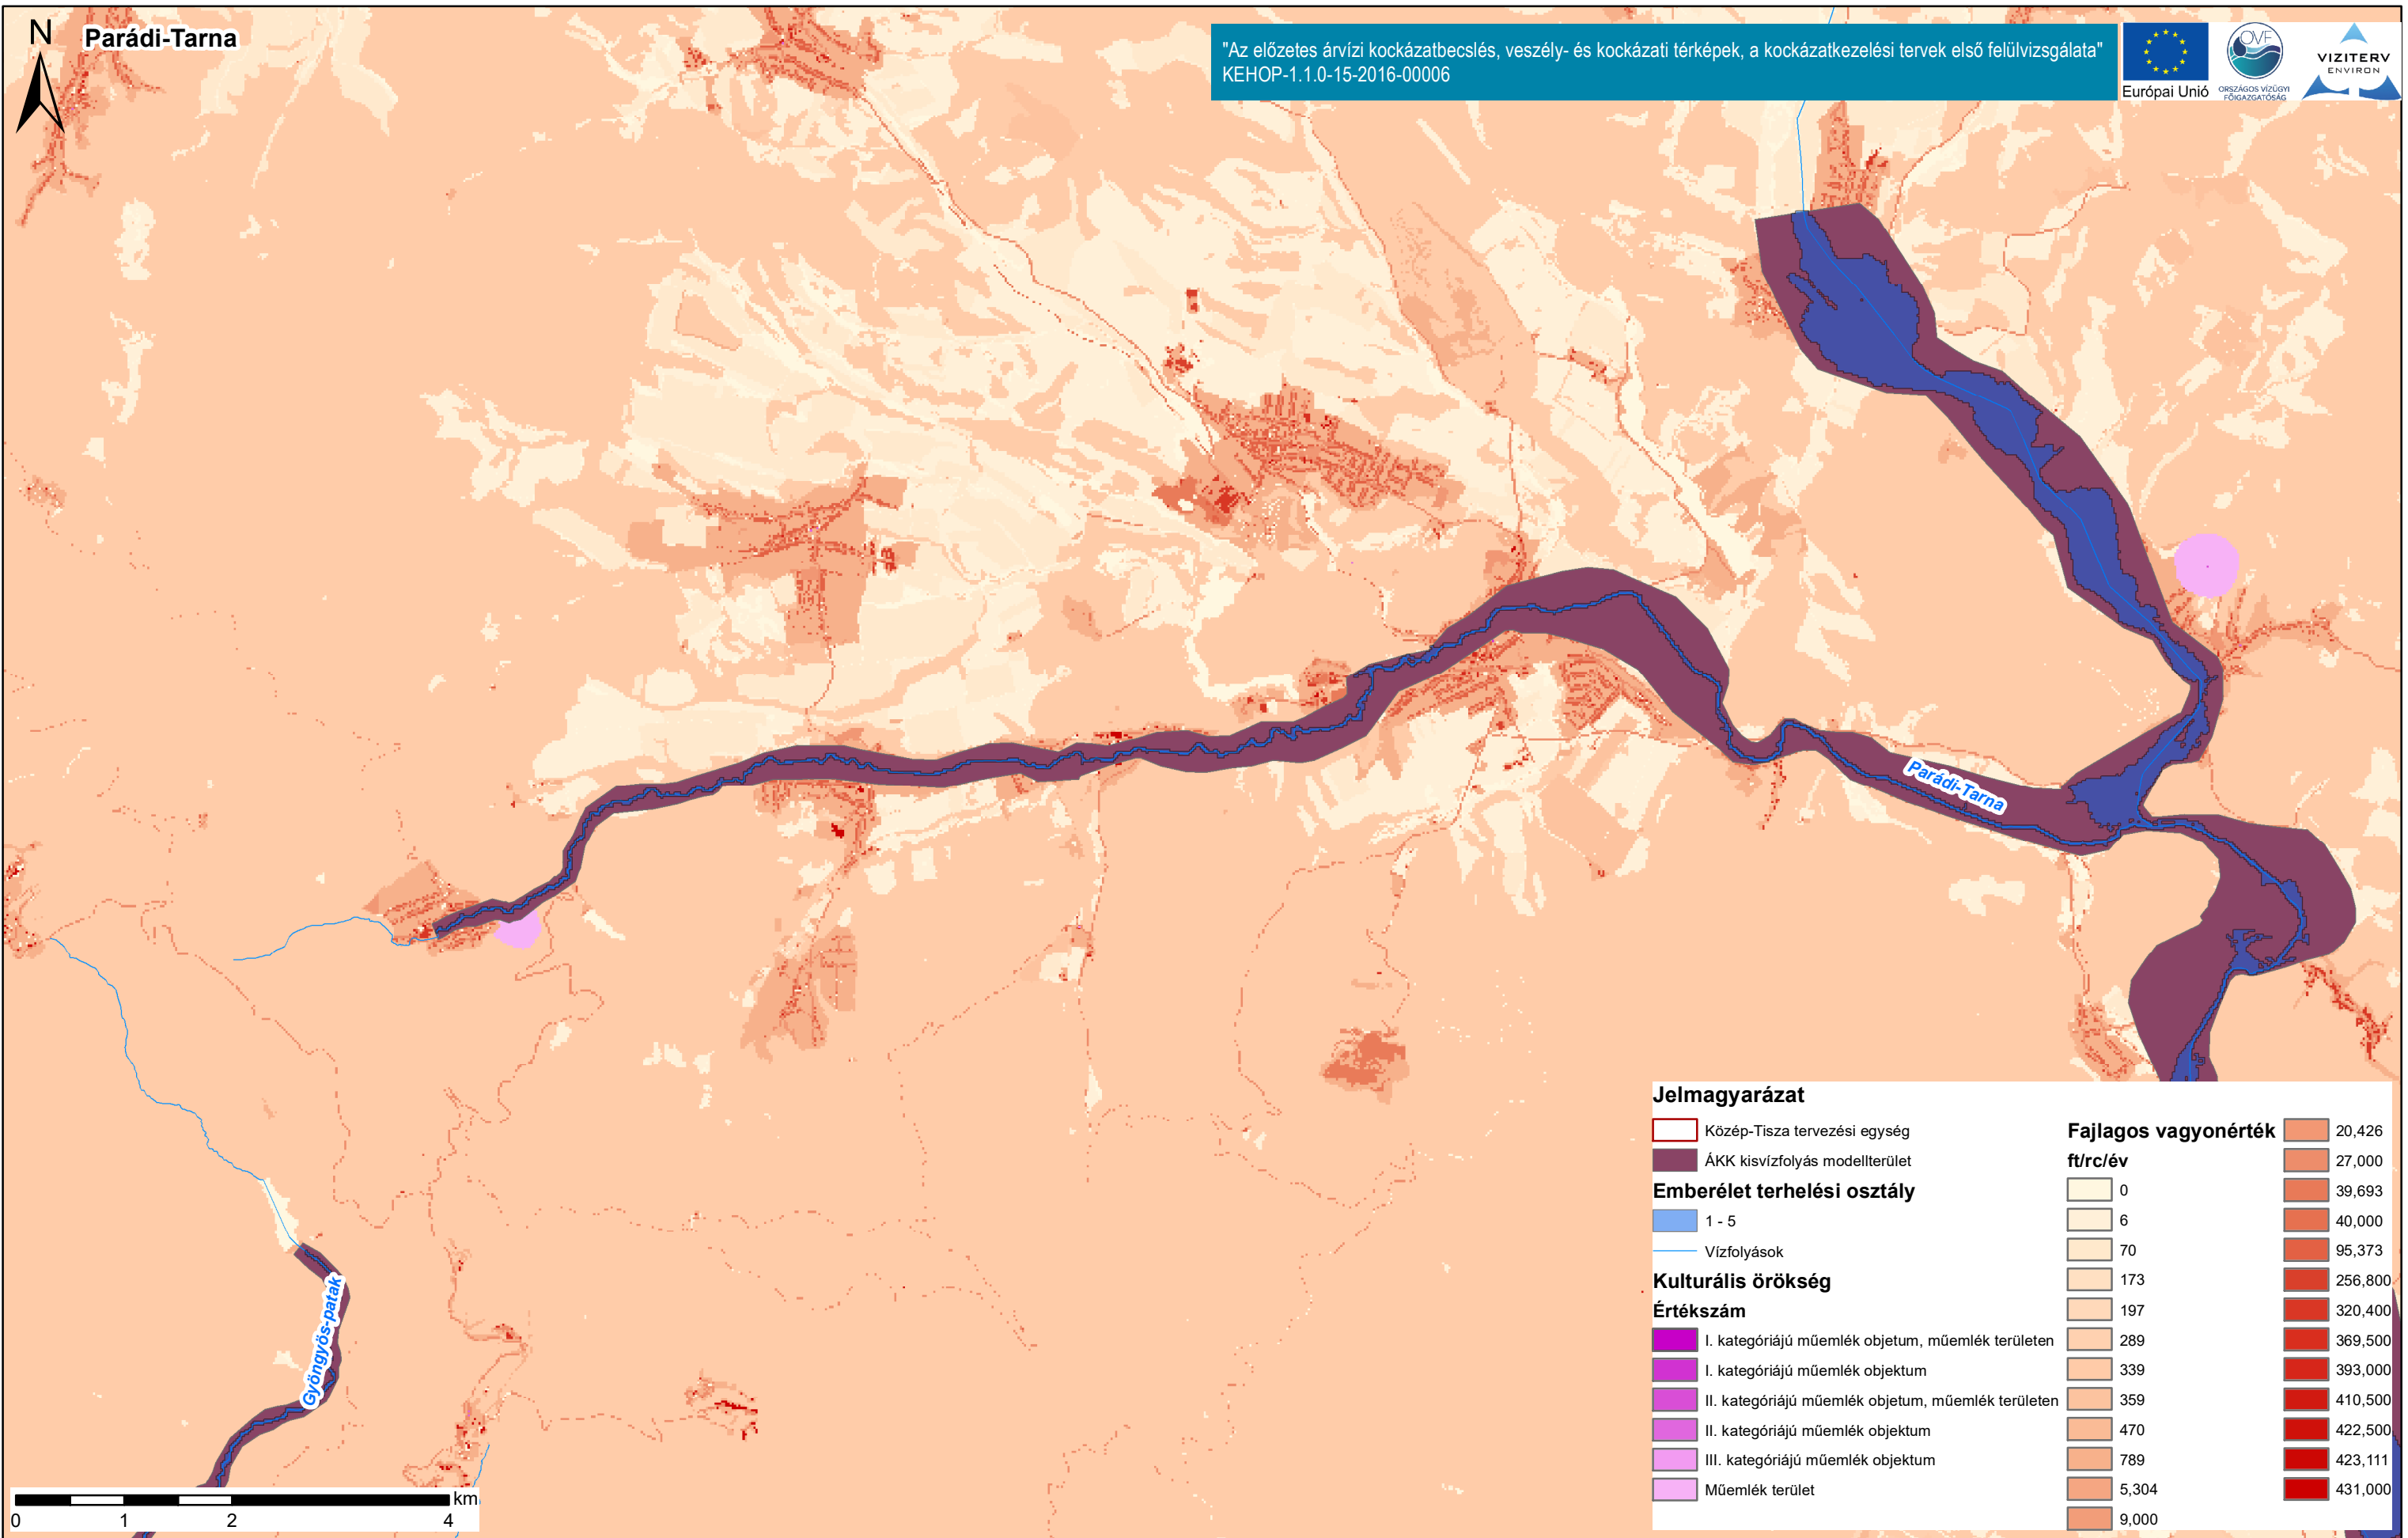 N
Parádi-Tarna
"Az előzetes árvízi kockázatbecslés, veszély- és kockázati térképek, a kockázatkezelési tervek első felülvizsgálata"
KEHOP-1.1.0-15-2016-00006
Európai Unió
OVF
ORSZÁGOS VÍZÜGYI
FŐIGAZGATÓSÁG
VIZITERV
ENVIRON
Parádi-Tarna
Gyöngyös-patak
km
0 1 2 4
Jelmagyarázat
Közép-Tisza tervezési egység
ÁKK kisvízfolyás modellterület
Emberélet terhelési osztály
1 - 5
Vízfolyások
Kulturális örökség
Értékszám
I. kategóriájú műemlék objetum, műemlék területen
I. kategóriájú műemlék objektum
II. kategóriájú műemlék objetum, műemlék területen
II. kategóriájú műemlék objektum
III. kategóriájú műemlék objektum
Műemlék terület
Fajlagos vagyonérték
ft/rc/év
0
6
70
173
197
289
339
359
470
789
5,304
9,000
20,426
27,000
39,693
40,000
95,373
256,800
320,400
369,500
393,000
410,500
422,500
423,111
431,000